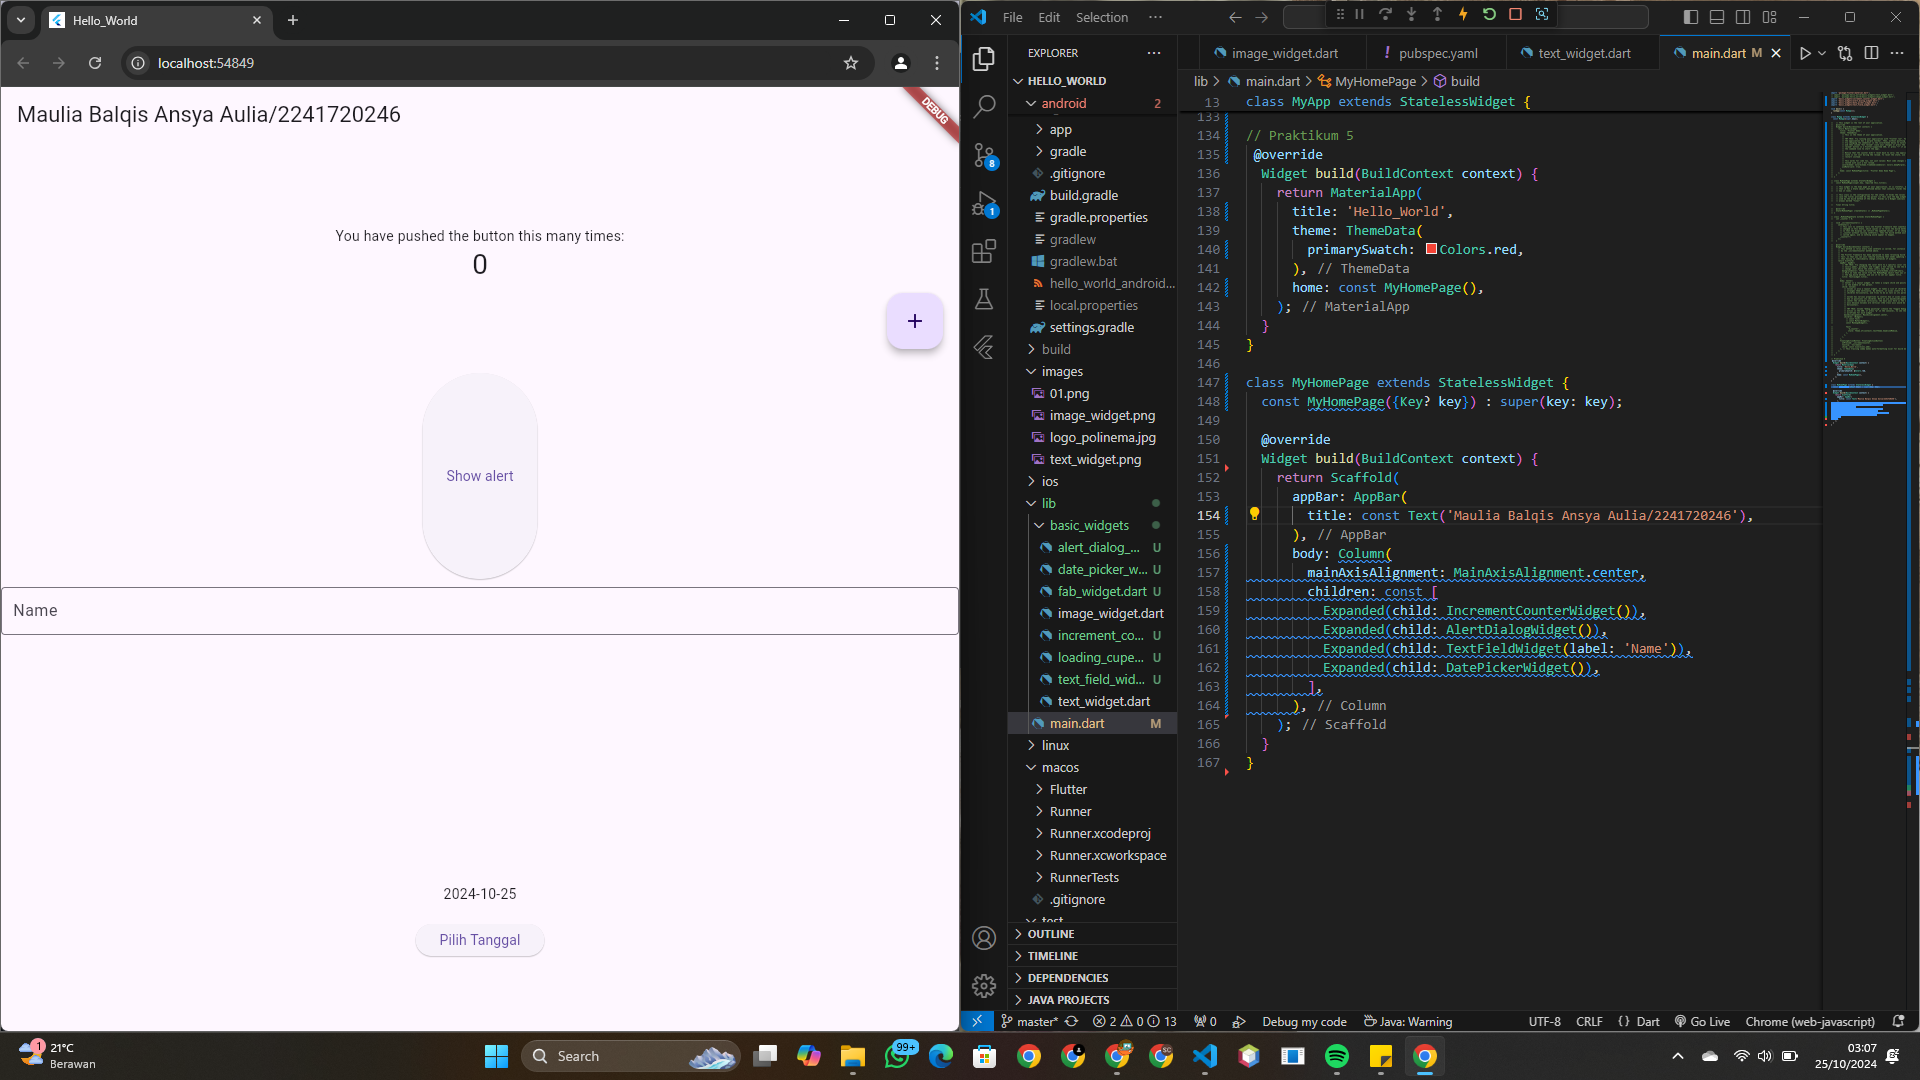 Hello_World
localhost:54849
Maulia Balqis Ansya Aulia/2241720246
DEBUG
You have pushed the button this many times:
0
+
Show alert
Name
2024-10-25
Pilih Tanggal
File Edit Selection ···
EXPLORER ···
HELLO_WORLD
android 2
app
gradle
.gitignore
build.gradle
gradle.properties
gradlew
gradlew.bat
hello_world_android...
local.properties
settings.gradle
build
images
01.png
image_widget.png
logo_polinema.jpg
text_widget.png
ios
lib
basic_widgets
alert_dialog_... U
date_picker_w... U
fab_widget.dart U
image_widget.dart
increment_co... U
loading_cupe... U
text_field_wid... U
text_widget.dart
main.dart M
linux
macos
Flutter
Runner
Runner.xcodeproj
Runner.xcworkspace
RunnerTests
.gitignore
test
OUTLINE
TIMELINE
DEPENDENCIES
JAVA PROJECTS
8
1
image_widget.dart ! pubspec.yaml text_widget.dart main.dart M
lib > main.dart > MyHomePage > build
13 class MyApp extends StatelessWidget {
133
134 // Praktikum 5
135 @override
136 Widget build(BuildContext context) {
137 return MaterialApp(
138 title: 'Hello_World',
139 theme: ThemeData(
140 primarySwatch: Colors.red,
141 ), // ThemeData
142 home: const MyHomePage(),
143 ); // MaterialApp
144 }
145 }
146
147 class MyHomePage extends StatelessWidget {
148 const MyHomePage({Key? key}) : super(key: key);
149
150 @override
151 Widget build(BuildContext context) {
152 return Scaffold(
153 appBar: AppBar(
154 title: const Text('Maulia Balqis Ansya Aulia/2241720246'),
155 ), // AppBar
156 body: Column(
157 mainAxisAlignment: MainAxisAlignment.center,
158 children: const [
159 Expanded(child: IncrementCounterWidget()),
160 Expanded(child: AlertDialogWidget()),
161 Expanded(child: TextFieldWidget(label: 'Name')),
162 Expanded(child: DatePickerWidget()),
163 ],
164 ), // Column
165 ); // Scaffold
166 }
167 }
master* 2 0 13 0 Debug my code Java: Warning UTF-8 CRLF {} Dart Go Live Chrome (web-javascript)
1 21°C
Berawan
Search
99+
03:07
25/10/2024